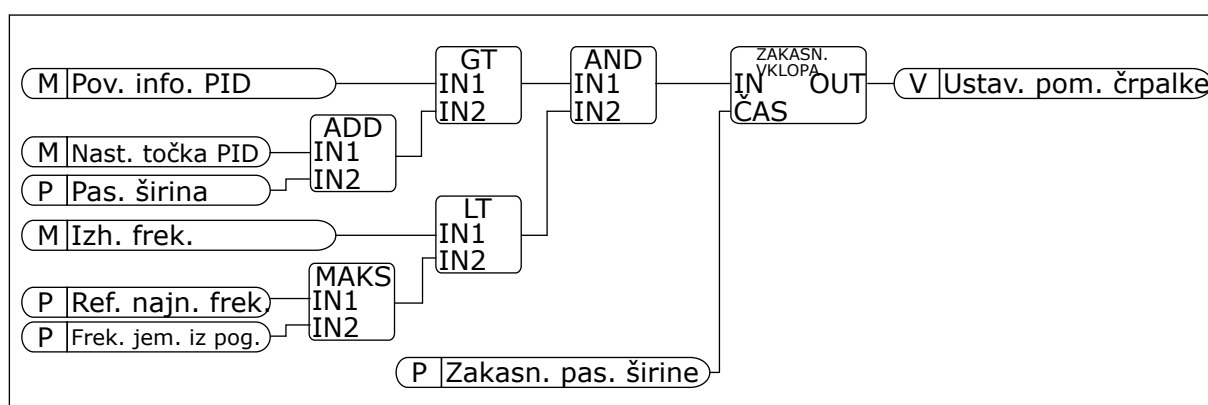 GT
AND
ZAKASN.
VKLOPA
M Pov. info. PID
IN1
IN1
IN
OUT
V Ustav. pom. črpalke
IN2
IN2
ČAS
ADD
M Nast. točka PID
IN1
P Pas. širina
IN2
LT
M Izh. frek.
IN1
IN2
MAKS
P Ref. najn. frek.
IN1
P Frek. jem. iz pog.
IN2
P Zakasn. pas. širine